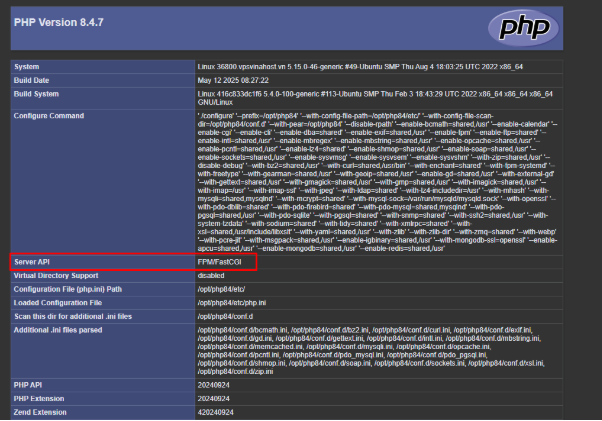 PHP Version 8.4.7
php
System Linux 36800.vpsvinahost.vn 5.15.0-46-generic #49-Ubuntu SMP Thu Aug 4 18:03:25 UTC 2022 x86_64
Build Date May 12 2025 08:27:22
Build System Linux 416c833dc1f6 5.4.0-100-generic #113-Ubuntu SMP Thu Feb 3 18:43:29 UTC 2022 x86_64 x86_64 x86_64
GNU/Linux
Configure Command './configure' '--prefix=/opt/php84' '--with-config-file-path=/opt/php84/etc' '--with-config-file-scan-
dir=/opt/php84/conf.d' '--with-pear=/opt/php84' '--disable-rpath' '--enable-bcmath=shared,/usr' '--enable-calendar' '--
enable-cgi' '--enable-cli' '--enable-dba=shared' '--enable-exif=shared,/usr' '--enable-fpm' '--enable-ftp=shared' '--
enable-intl=shared,/usr' '--enable-mbregex' '--enable-mbstring=shared,/usr' '--enable-opcache=shared,/usr' '--
enable-pcntl=shared,/usr' '--enable-lz4=shared' '--enable-shmop=shared,/usr' '--enable-soap=shared,/usr' '--
enable-sockets=shared,/usr' '--enable-sysvmsg' '--enable-sysvsem' '--enable-sysvshm' '--with-zip=shared,/usr' '--
disable-debug' '--with-bz2=shared,/usr' '--with-curl=shared,/usr/bin' '--with-enchant=shared' '--with-fpm-systemd' '--
with-freetype' '--with-gearman=shared,/usr' '--with-geoip=shared,/usr' '--enable-gd=shared,/usr' '--with-external-gd'
'--with-gettext=shared,/usr' '--with-gmagick=shared/usr' '--with-gmp=shared,/usr' '--with-imagick=shared,/usr' '--
with-imap=/usr' '--with-imap-ssl' '--with-jpeg' '--with-ldap=shared' '--with-lz4-includedir=/usr' '--with-mhash' '--with-
mysqli=shared,mysqlnd' '--with-mcrypt=shared' '--with-mysql-sock=/var/run/mysqld/mysqld.sock' '--with-openssl' '--
with-pdo-dblib=shared' '--with-pdo-firebird=shared' '--with-pdo-mysql=shared,mysqlnd' '--with-pdo-
pgsql=shared,/usr' '--with-pdo-sqlite' '--with-pgsql=shared' '--with-snmp=shared' '--with-ssh2=shared,/usr' '--with-
system-tzdata' '--with-sodium=shared' '--with-tidy=shared' '--with-xmlrpc=shared' '--with-
xsl=shared,/usr/include/libxslt' '--with-yaml=shared,/usr' '--with-zlib' '--with-zlib-dir' '--with-zmq=shared' '--with-webp'
'--with-pcre-jit' '--with-msgpack=shared,/usr' '--enable-igbinary=shared,/usr' '--with-mongodb-ssl=openssl' '--enable-
apcu=shared,/usr' '--enable-mongodb=shared,/usr' '--enable-redis=shared,/usr'
Server API FPM/FastCGI
Virtual Directory Support disabled
Configuration File (php.ini) Path /opt/php84/etc/
Loaded Configuration File /opt/php84/etc/php.ini
Scan this dir for additional .ini files /opt/php84/conf.d
Additional .ini files parsed /opt/php84/conf.d/bcmath.ini, /opt/php84/conf.d/bz2.ini, /opt/php84/conf.d/curl.ini, /opt/php84/conf.d/exif.ini,
/opt/php84/conf.d/gd.ini, /opt/php84/conf.d/gettext.ini, /opt/php84/conf.d/intl.ini, /opt/php84/conf.d/mbstring.ini,
/opt/php84/conf.d/memcached.ini, /opt/php84/conf.d/mysqli.ini, /opt/php84/conf.d/opcache.ini,
/opt/php84/conf.d/pcntl.ini, /opt/php84/conf.d/pdo_mysql.ini, /opt/php84/conf.d/pdo_pgsql.ini,
/opt/php84/conf.d/shmop.ini, /opt/php84/conf.d/soap.ini, /opt/php84/conf.d/sockets.ini, /opt/php84/conf.d/xsl.ini,
/opt/php84/conf.d/zip.ini
PHP API 20240924
PHP Extension 20240924
Zend Extension 420240924